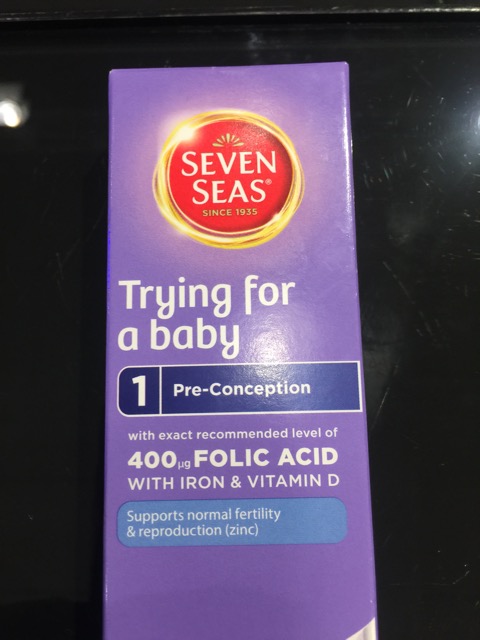 SEVEN
SEAS®
SINCE 1935
Trying for
a baby
1 Pre-Conception
with exact recommended level of
400µg FOLIC ACID
WITH IRON & VITAMIN D
Supports normal fertility
& reproduction (zinc)